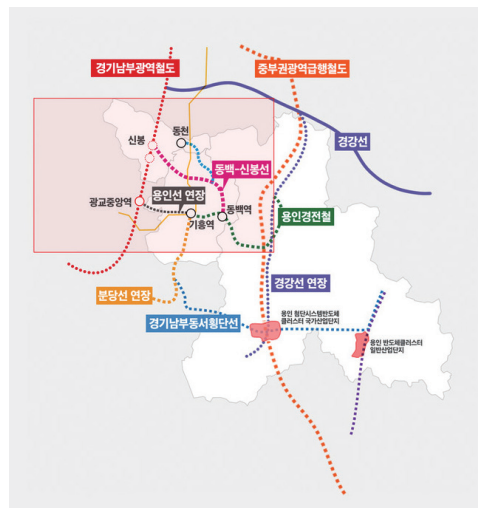 경기남부광역철도
중부권광역급행철도
동천
신봉
경강선
동백-신봉선
용인선 연장
광교중앙역
동백역
기흥역
용인경전철
경강선 연장
분당선 연장
용인 첨단시스템반도체
클러스터 국가산업단지
경기남부동서횡단선
용인 반도체클러스터
일반산업단지